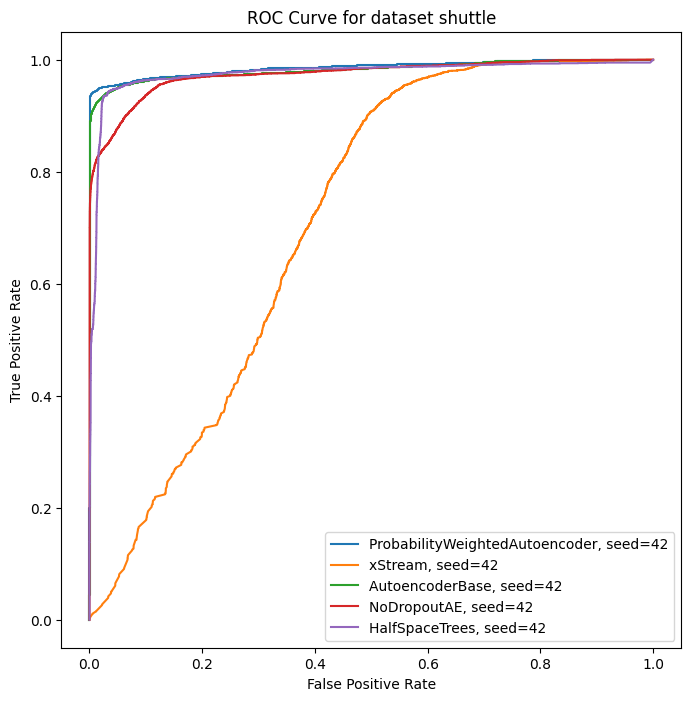 ROC Curve for dataset shuttle
1.0
0.8
0.6
0.4
0.2
0.0
True Positive Rate
ProbabilityWeightedAutoencoder, seed=42
xStream, seed=42
AutoencoderBase, seed=42
NoDropoutAE, seed=42
HalfSpaceTrees, seed=42
0.0 0.2 0.4 0.6 0.8 1.0
False Positive Rate